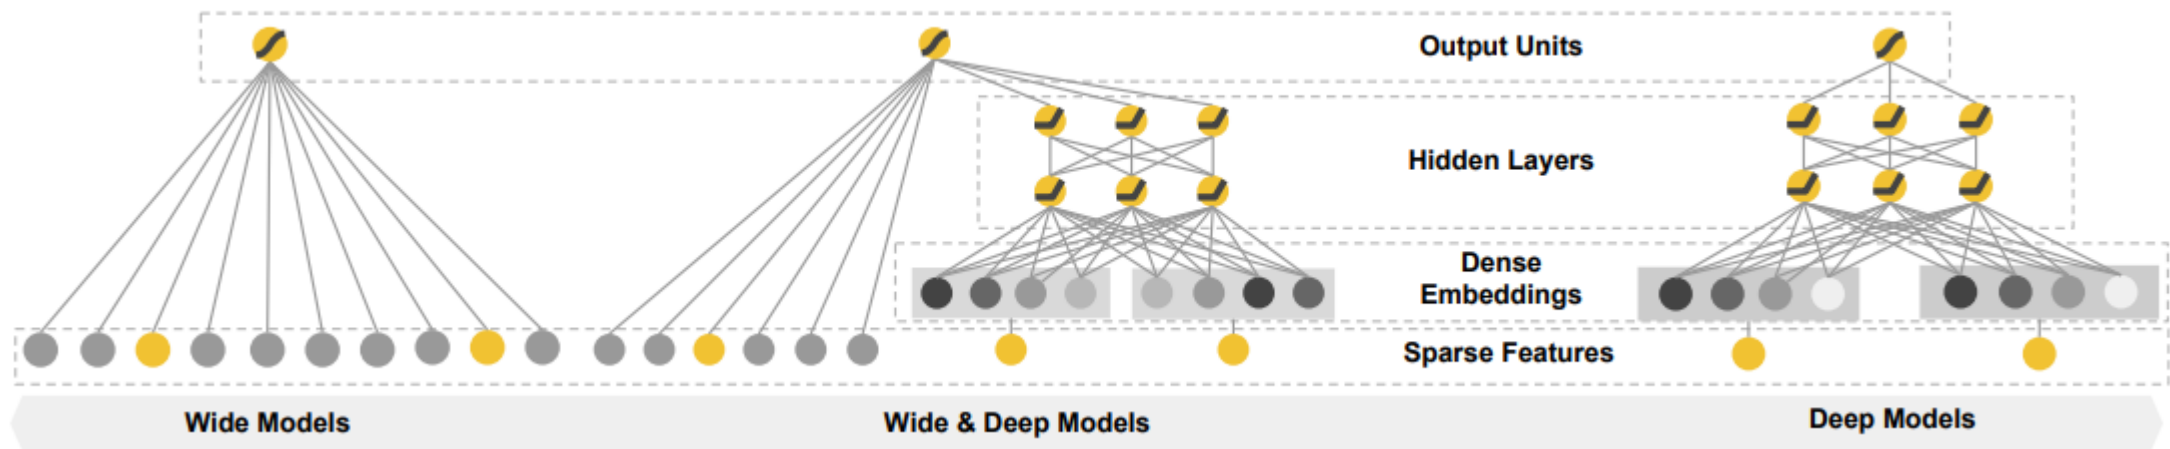 Output Units
Hidden Layers
Dense
Embeddings
Sparse Features
Wide Models
Wide & Deep Models
Deep Models